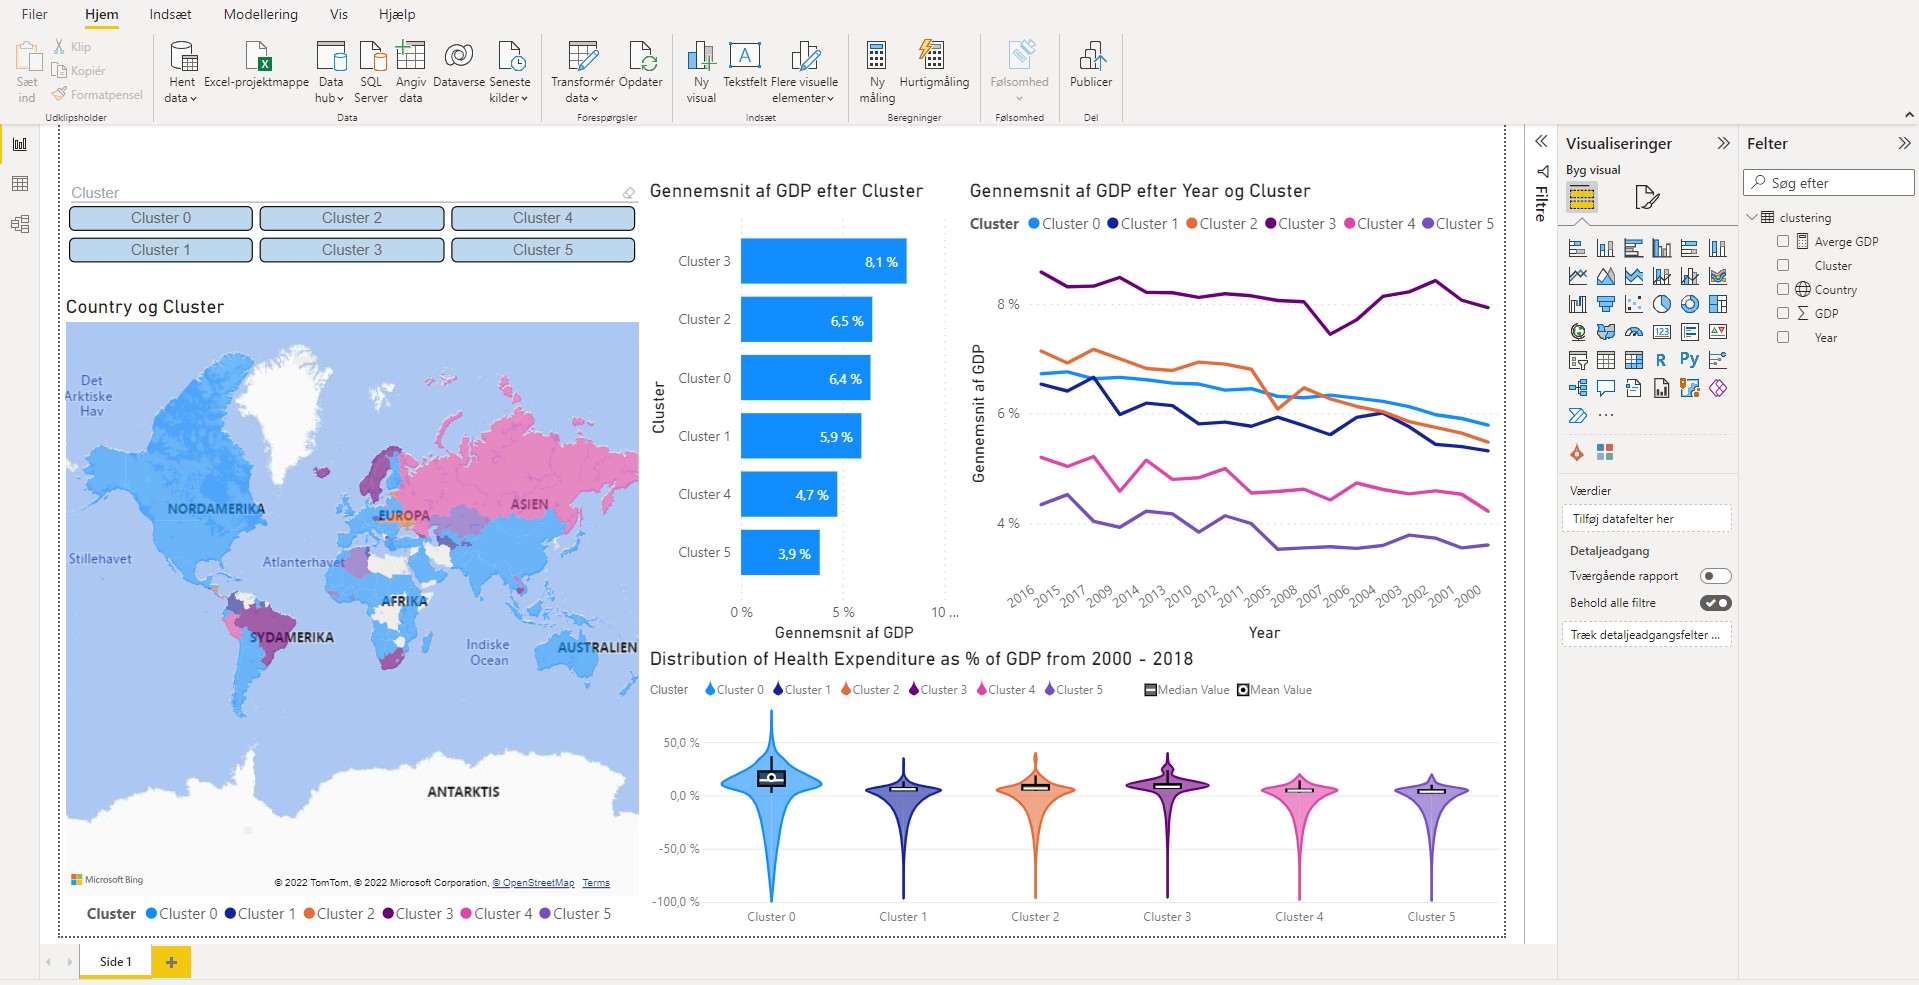 Filer Hjem Indsæt Modellering Vis Hjælp
Sæt ind
Klip
Kopiér
Formatpensel
Udklipsholder
Hent data
Excel-projektmappe
Data hub
SQL Server
Angiv data
Dataverse
Seneste kilder
Data
Transformér data
Opdater
Forespørgsler
Ny visual
Tekstfelt
Flere visuelle elementer
Indsæt
Ny måling
Hurtigmåling
Beregninger
Følsomhed
Følsomhed
Publicer
Del
Cluster
Cluster 0 Cluster 2 Cluster 4
Cluster 1 Cluster 3 Cluster 5
Country og Cluster
Det
Arktiske
Hav
NORDAMERIKA
EUROPA
ASIEN
Stillehavet
Atlanterhavet
AFRIKA
SYDAMERIKA
Indiske
Ocean
AUSTRALIEN
ANTARKTIS
Microsoft Bing
© 2022 TomTom, © 2022 Microsoft Corporation, © OpenStreetMap Terms
Cluster Cluster 0 Cluster 1 Cluster 2 Cluster 3 Cluster 4 Cluster 5
Gennemsnit af GDP efter Cluster
Cluster
Cluster 3 8,1 %
Cluster 2 6,5 %
Cluster 0 6,4 %
Cluster 1 5,9 %
Cluster 4 4,7 %
Cluster 5 3,9 %
0 % 5 % 10 ...
Gennemsnit af GDP
Gennemsnit af GDP efter Year og Cluster
Cluster Cluster 0 Cluster 1 Cluster 2 Cluster 3 Cluster 4 Cluster 5
Gennemsnit af GDP
8 %
6 %
4 %
2016 2015 2017 2009 2014 2013 2010 2012 2011 2005 2008 2007 2006 2004 2003 2002 2001 2000
Year
Distribution of Health Expenditure as % of GDP from 2000 - 2018
Cluster Cluster 0 Cluster 1 Cluster 2 Cluster 3 Cluster 4 Cluster 5 Median Value Mean Value
50,0 %
0,0 %
-50,0 %
-100,0 %
Cluster 0 Cluster 1 Cluster 2 Cluster 3 Cluster 4 Cluster 5
Filtre
Visualiseringer
Byg visual
123
R Py
Værdier
Tilføj datafelter her
Detaljeadgang
Tværgående rapport
Behold alle filtre
Træk detaljeadgangsfelter ...
Felter
Søg efter
clustering
Averge GDP
Cluster
Country
GDP
Year
Side 1